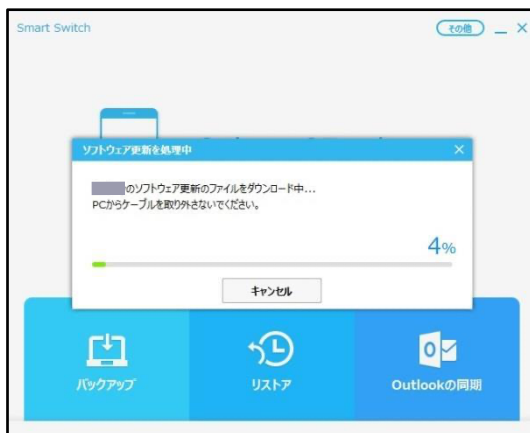 Smart Switch
その他
ソフトウェア更新を処理中
のソフトウェア更新のファイルをダウンロード中...
PCからケーブルを取り外さないでください。
4%
キャンセル
バックアップ
リストア
Outlookの同期